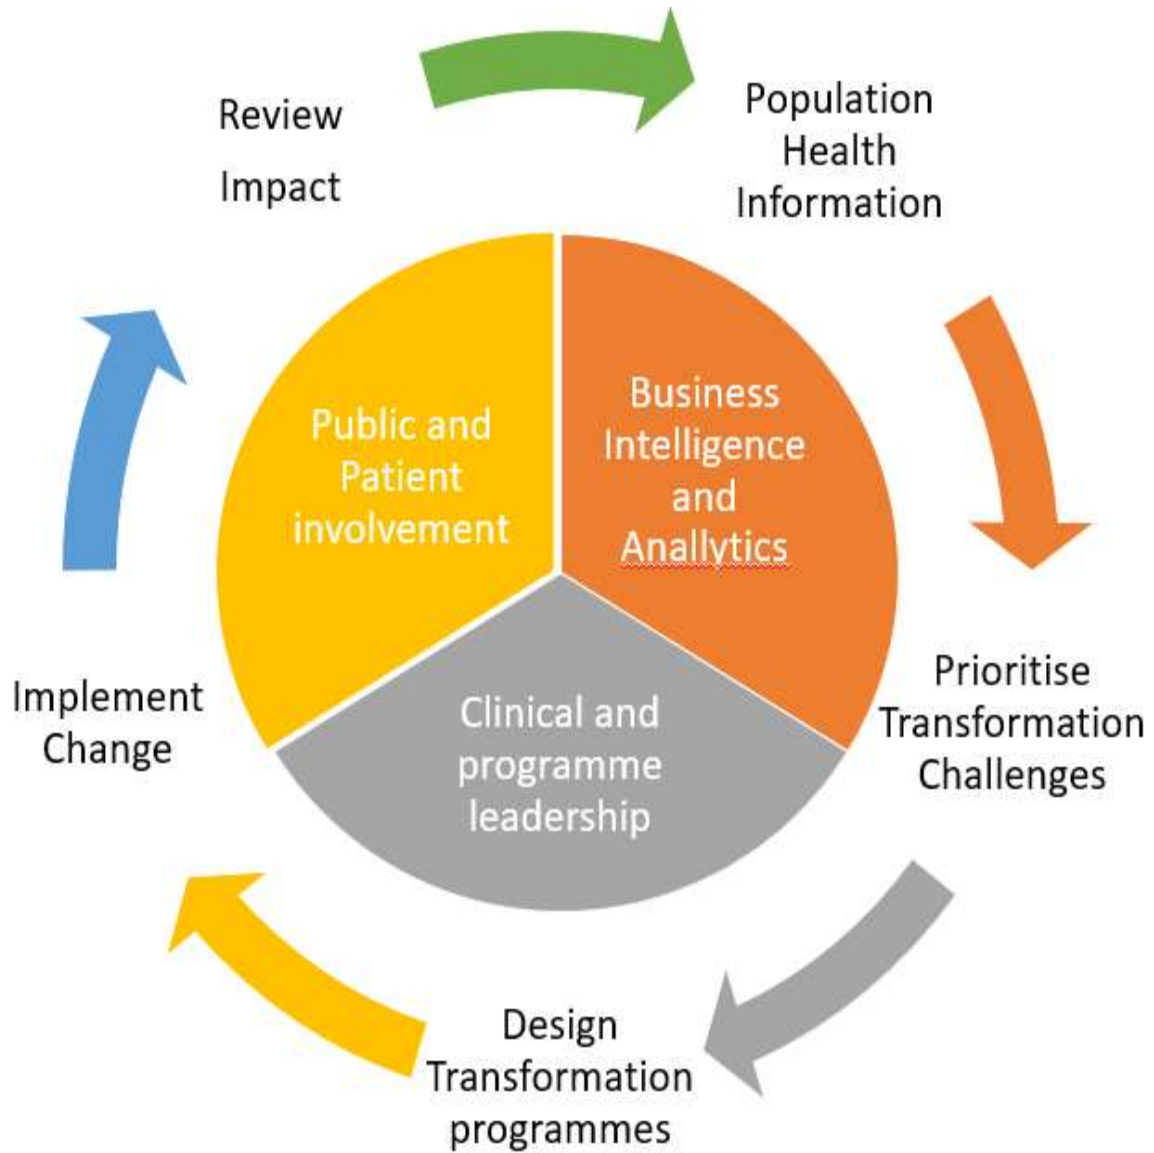 Review
Impact
Population
Health
Information
Public and
Patient
involvement
Business
Intelligence
and
Anallytics
Clinical and
programme
leadership
Implement
Change
Prioritise
Transformation
Challenges
Design
Transformation
programmes